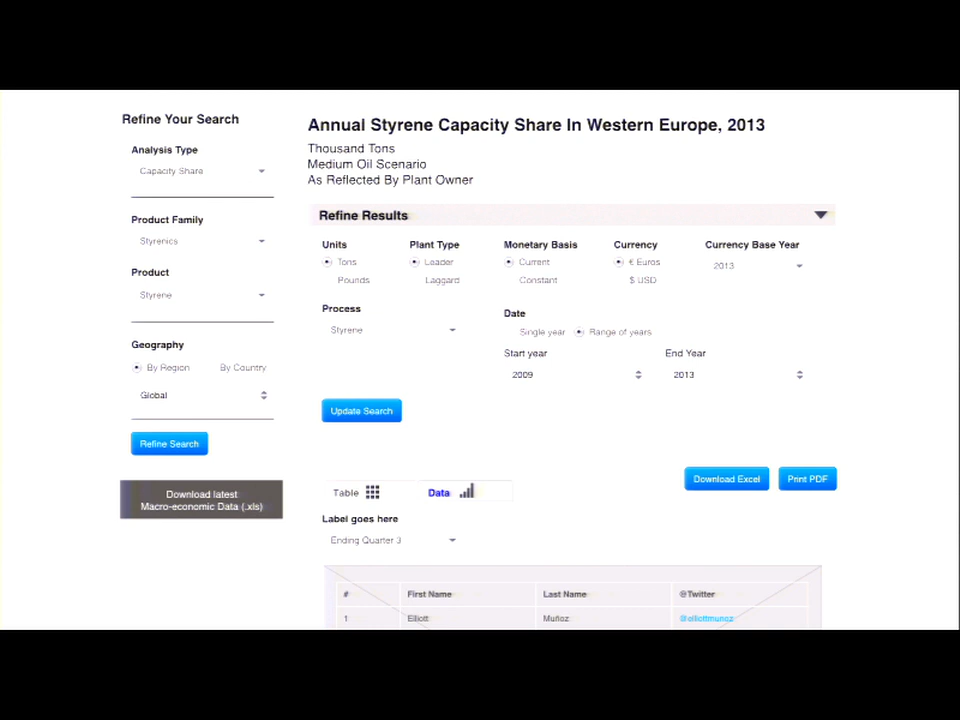 Refine Your Search
Analysis Type
Capacity Share
Product Family
Styrenics
Product
Styrene
Geography
By Region By Country
Global
Refine Search
Download latest
Macro-economic Data (.xls)
Annual Styrene Capacity Share In Western Europe, 2013
Thousand Tons
Medium Oil Scenario
As Reflected By Plant Owner
Refine Results
Units Plant Type Monetary Basis Currency Currency Base Year
Tons Leader Current € Euros 2013
Pounds Laggard Constant $ USD
Process Date
Styrene Single year Range of years
Start year End Year
2009 2013
Update Search
Download Excel Print PDF
Table Data
Label goes here
Ending Quarter 3
# First Name Last Name @Twitter
1 Elliott Muñoz @elliottmunoz